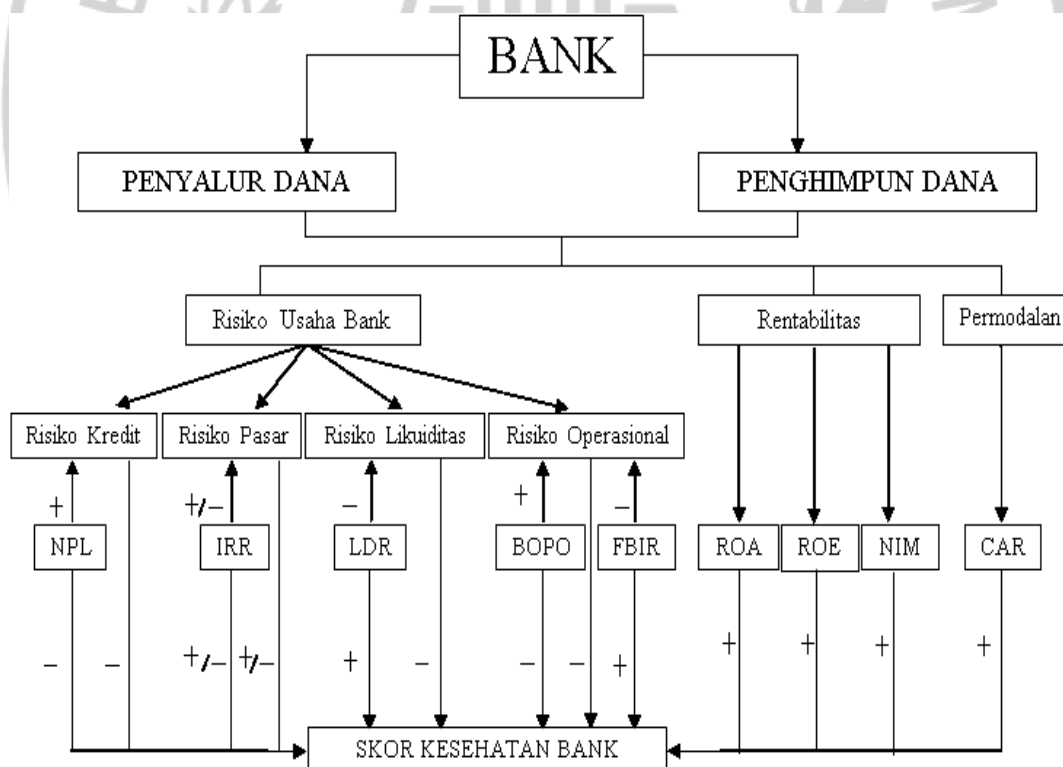 BANK
PENYALUR DANA
PENGHIMPUN DANA
Risiko Usaha Bank
Rentabilitas
Permodalan
Risiko Kredit
Risiko Pasar
Risiko Likuiditas
Risiko Operasional
+
+/-
-
+
-
NPL
IRR
LDR
BOPO
FBIR
ROA
ROE
NIM
CAR
-
-
+/-
+/-
+
-
-
-
+
+
+
+
+
SKOR KESEHATAN BANK